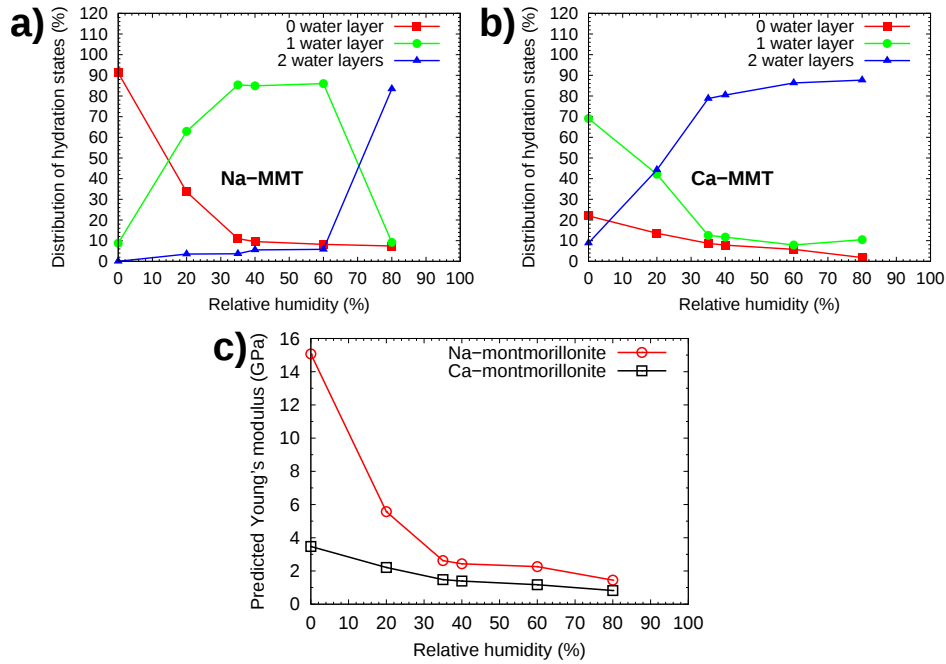 a)
120
110
100
90
80
70
60
50
40
30
20
10
0
Distribution of hydration states (%)
0 water layer
1 water layer
2 water layers
Na−MMT
0 10 20 30 40 50 60 70 80 90 100
Relative humidity (%)
b)
120
110
100
90
80
70
60
50
40
30
20
10
0
Distribution of hydration states (%)
0 water layer
1 water layer
2 water layers
Ca−MMT
0 10 20 30 40 50 60 70 80 90 100
Relative humidity (%)
c)
16
14
12
10
8
6
4
2
0
Predicted Young's modulus (GPa)
Na−montmorillonite
Ca−montmorillonite
0 10 20 30 40 50 60 70 80 90 100
Relative humidity (%)